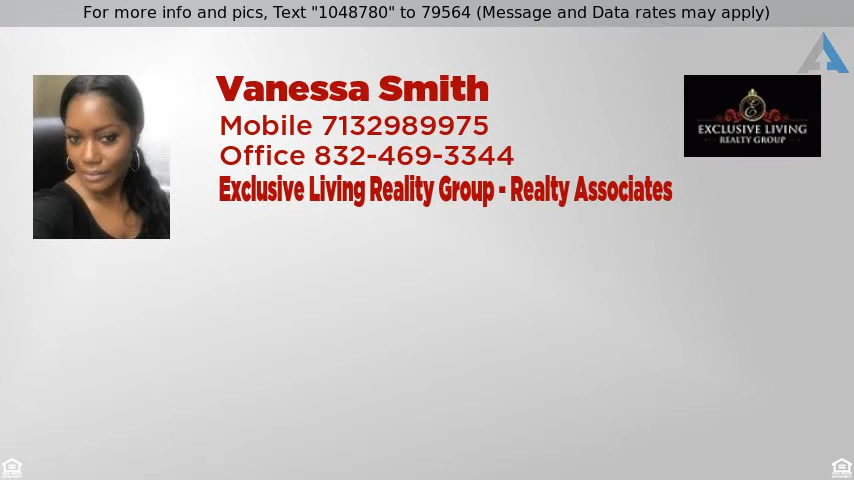 For more info and pics, Text "1048780" to 79564 (Message and Data rates may apply)
Vanessa Smith
Mobile 7132989975
Office 832-469-3344
Exclusive Living Reality Group - Realty Associates
E
EXCLUSIVE LIVING
REALTY GROUP